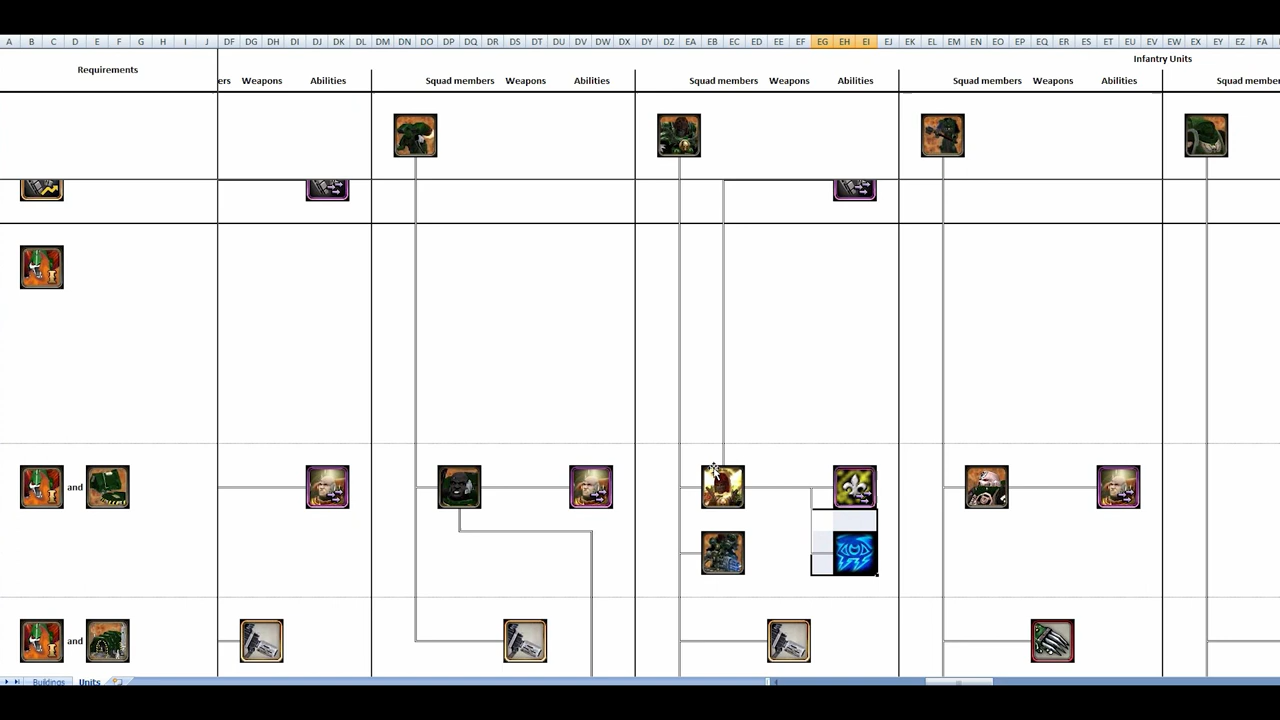 A B C D E F G H I J DF DG DH DI DJ DK DL DM DN DO DP DQ DR DS DT DU DV DW DX DY DZ EA EB EC ED EE EF EG EH EI EJ EK EL EM EN EO EP EQ ER ES ET EU EV EW EX EY EZ FA
Infantry Units
Requirements
ers Weapons Abilities Squad members Weapons Abilities Squad members Weapons Abilities Squad members Weapons Abilities Squad membe
and
and
Buildings Units